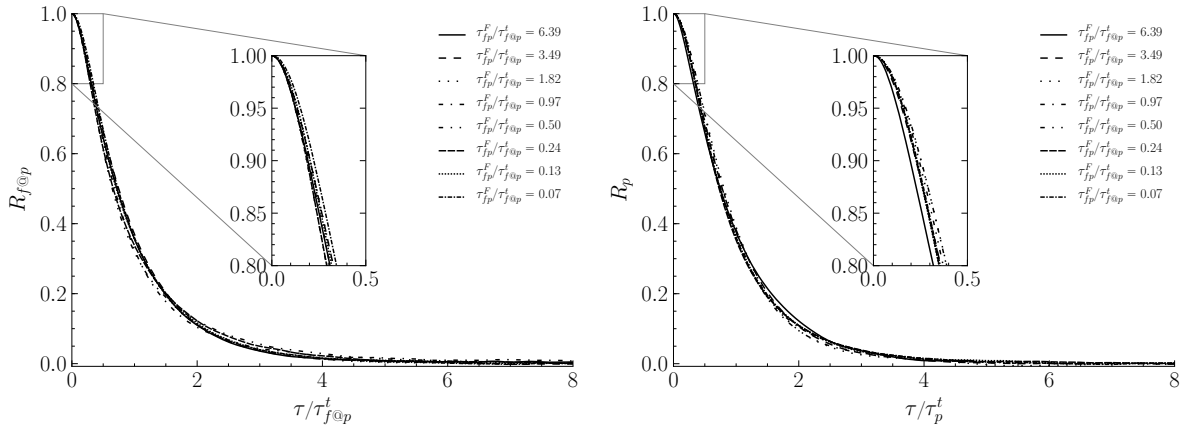 1.0
0.8
0.6
0.4
0.2
0.0
R_{f@p}
0 2 4 6 8
τ/τ^t_{f@p}
1.00
0.95
0.90
0.85
0.80
0.0 0.5
τ^F_{fp}/τ^t_{f@p} = 6.39
τ^F_{fp}/τ^t_{f@p} = 3.49
τ^F_{fp}/τ^t_{f@p} = 1.82
τ^F_{fp}/τ^t_{f@p} = 0.97
τ^F_{fp}/τ^t_{f@p} = 0.50
τ^F_{fp}/τ^t_{f@p} = 0.24
τ^F_{fp}/τ^t_{f@p} = 0.13
τ^F_{fp}/τ^t_{f@p} = 0.07
1.0
0.8
0.6
0.4
0.2
0.0
R_p
0 2 4 6 8
τ/τ^t_p
1.00
0.95
0.90
0.85
0.80
0.0 0.5
τ^F_{fp}/τ^t_{f@p} = 6.39
τ^F_{fp}/τ^t_{f@p} = 3.49
τ^F_{fp}/τ^t_{f@p} = 1.82
τ^F_{fp}/τ^t_{f@p} = 0.97
τ^F_{fp}/τ^t_{f@p} = 0.50
τ^F_{fp}/τ^t_{f@p} = 0.24
τ^F_{fp}/τ^t_{f@p} = 0.13
τ^F_{fp}/τ^t_{f@p} = 0.07